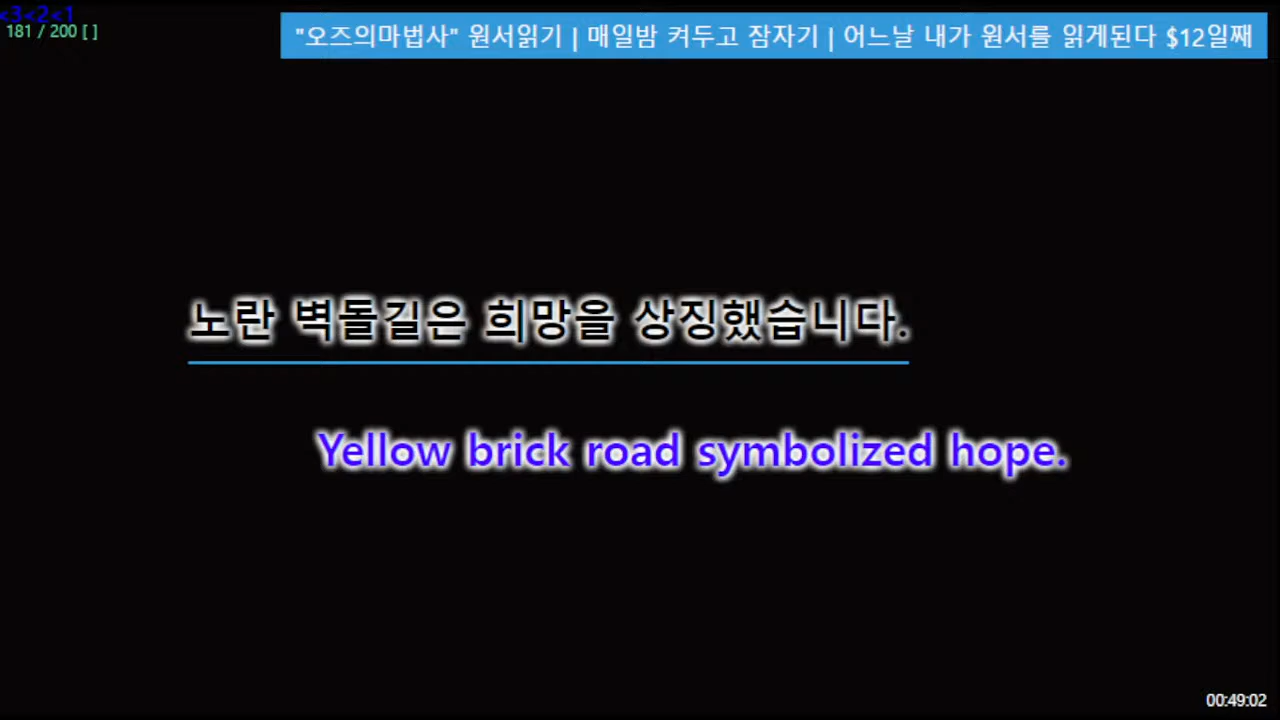 <3<2<1
181 / 200 [ ]
"오즈의마법사" 원서읽기 | 매일밤 켜두고 잠자기 | 어느날 내가 원서를 읽게된다 $12일째
노란 벽돌길은 희망을 상징했습니다.
Yellow brick road symbolized hope.
00:49:02